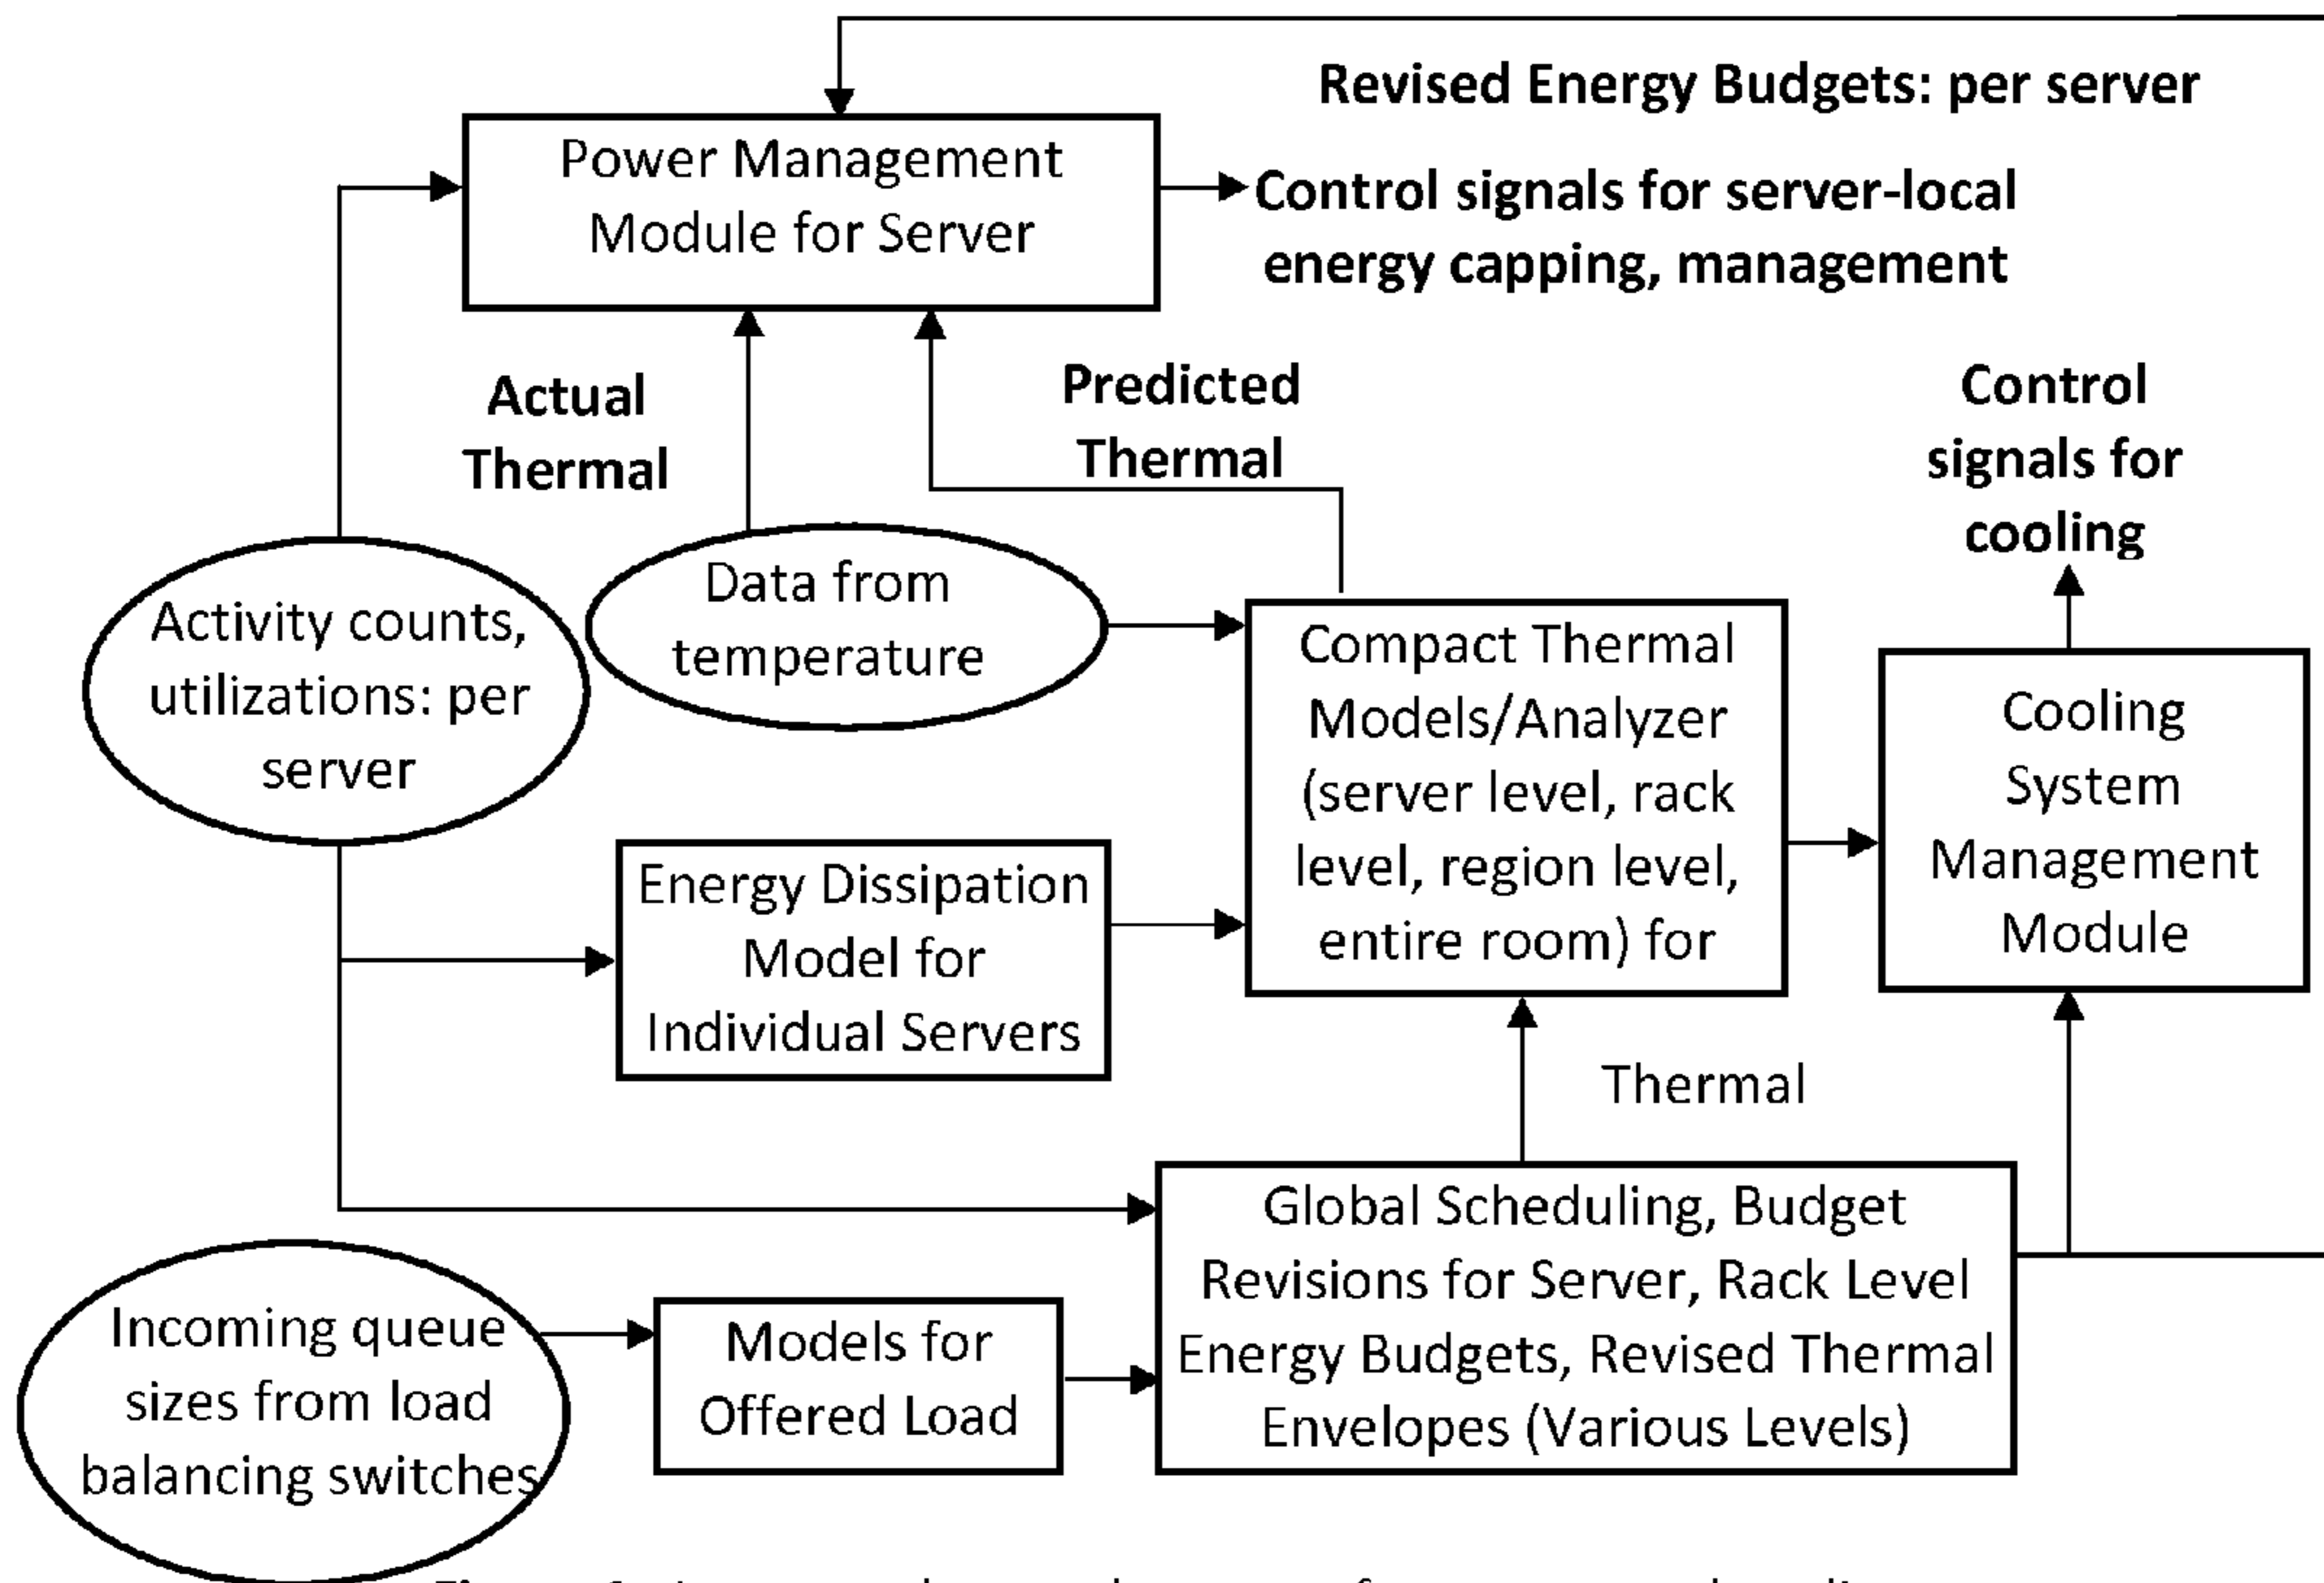 Revised Energy Budgets: per server
Power Management
Module for Server
Control signals for server-local
energy capping, management
Actual
Thermal
Predicted
Thermal
Control
signals for
cooling
Activity counts,
utilizations: per
server
Data from
temperature
Compact Thermal
Models/Analyzer
(server level, rack
level, region level,
entire room) for
Cooling
System
Management
Module
Energy Dissipation
Model for
Individual Servers
Thermal
Global Scheduling, Budget
Revisions for Server, Rack Level
Energy Budgets, Revised Thermal
Envelopes (Various Levels)
Incoming queue
sizes from load
balancing switches
Models for
Offered Load